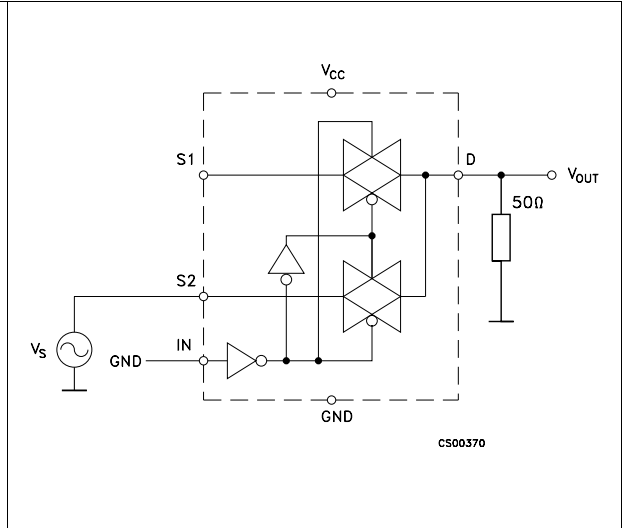 VCC
S1
D
VOUT
50Ω
S2
VS
IN
GND
GND
CS00370